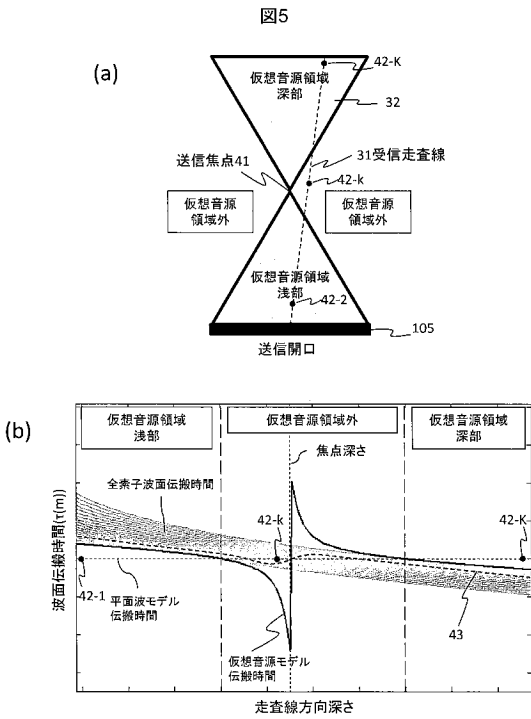 図5
(a)
42-K
仮想音源領域
深部
32
送信焦点41
31受信走査線
42-k
仮想音源
領域外
仮想音源
領域外
仮想音源領域
浅部
42-2
105
送信開口
(b)
仮想音源領域
浅部
仮想音源領域外
仮想音源領域
深部
焦点深さ
全素子波面伝搬時間
42-k
42-K
42-1
平面波モデル
伝搬時間
43
仮想音源モデル
伝搬時間
波面伝搬時間(τ(m))
走査線方向深さ